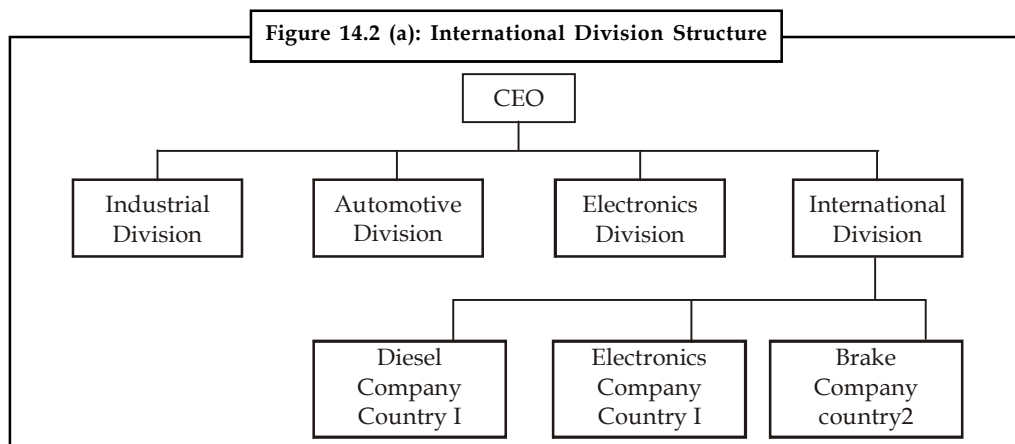 Figure 14.2 (a): International Division Structure
CEO
Industrial
Division
Automotive
Division
Electronics
Division
International
Division
Diesel
Company
Country I
Electronics
Company
Country I
Brake
Company
country2